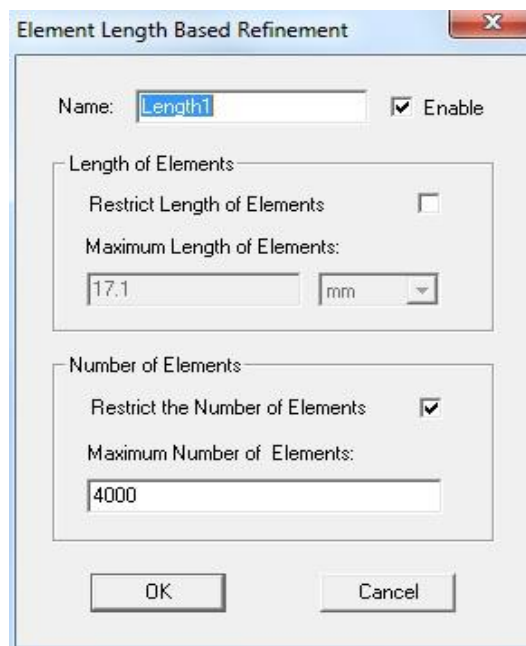 Element Length Based Refinement
Name: Length1 Enable
Length of Elements
Restrict Length of Elements
Maximum Length of Elements:
17.1 mm
Number of Elements
Restrict the Number of Elements
Maximum Number of Elements:
4000
OK Cancel